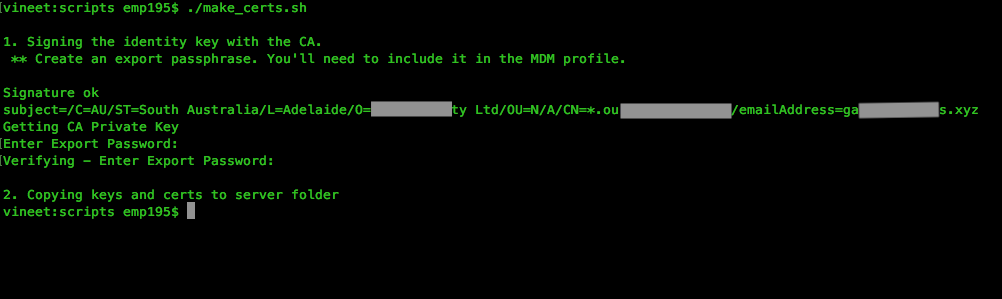 [vineet:scripts emp195$ ./make_certs.sh
1. Signing the identity key with the CA.
** Create an export passphrase. You'll need to include it in the MDM profile.
Signature ok
subject=/C=AU/ST=South Australia/L=Adelaide/O= ty Ltd/OU=N/A/CN=*.ou /emailAddress=ga s.xyz
Getting CA Private Key
[Enter Export Password:
[Verifying - Enter Export Password:
2. Copying keys and certs to server folder
vineet:scripts emp195$